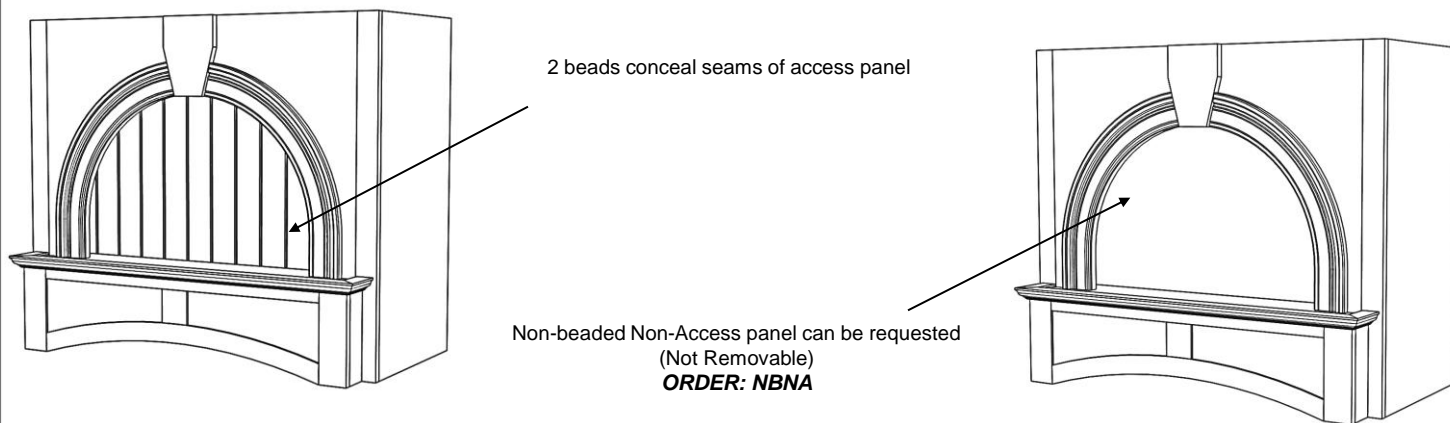 2 beads conceal seams of access panel
Non-beaded Non-Access panel can be requested
(Not Removable)
ORDER: NBNA